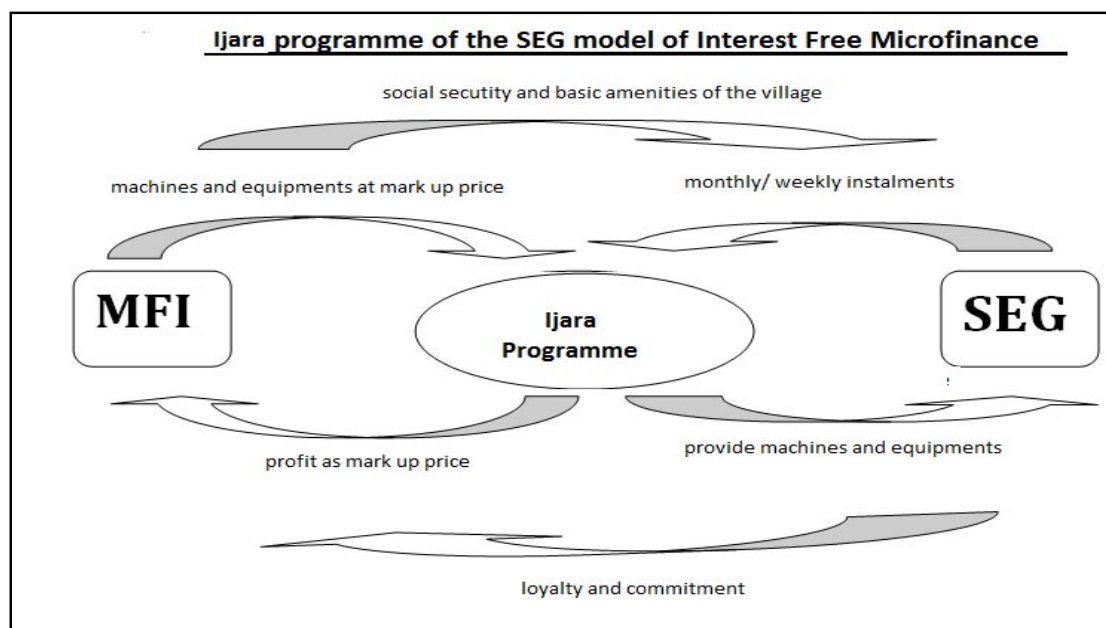 Ijara programme of the SEG model of Interest Free Microfinance
social secutity and basic amenities of the village
machines and equipments at mark up price
monthly/ weekly instalments
MFI
Ijara
Programme
SEG
profit as mark up price
provide machines and equipments
loyalty and commitment